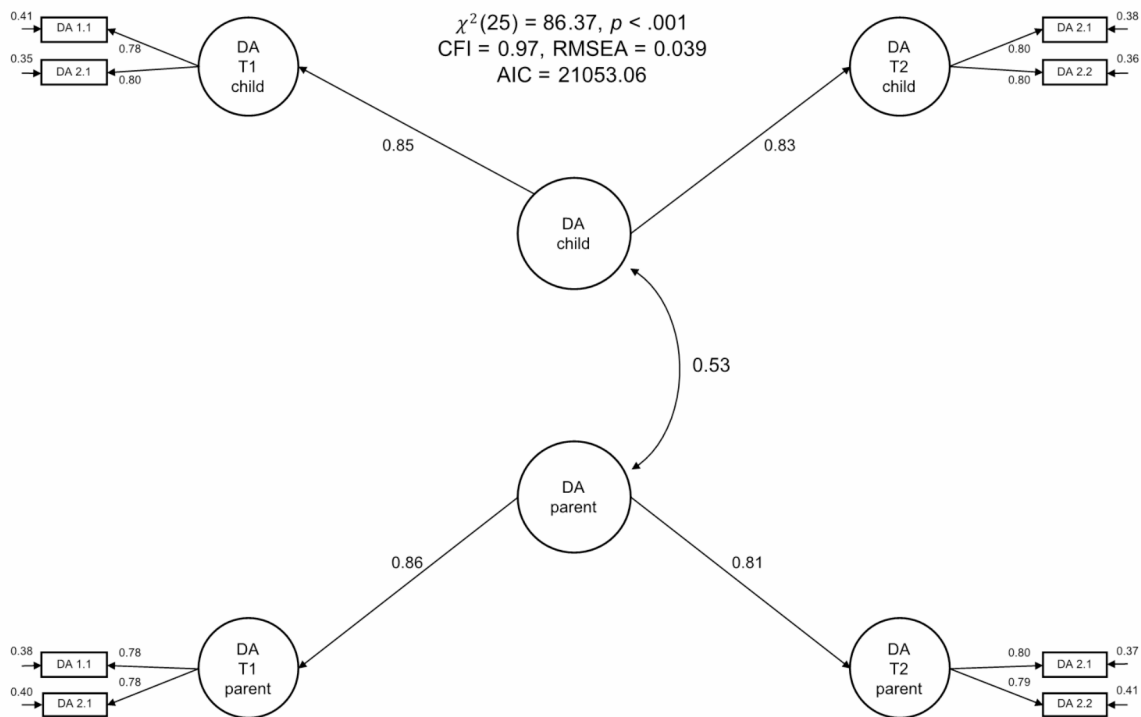 χ²(25) = 86.37, p < .001
CFI = 0.97, RMSEA = 0.039
AIC = 21053.06
0.41
DA 1.1
0.78
0.35
DA 2.1
0.80
DA
T1
child
DA
T2
child
0.80
DA 2.1
0.38
0.80
DA 2.2
0.36
0.85
0.83
DA
child
0.53
DA
parent
0.86
0.81
0.38
DA 1.1
0.78
0.40
DA 2.1
0.78
DA
T1
parent
DA
T2
parent
0.80
DA 2.1
0.37
0.79
DA 2.2
0.41